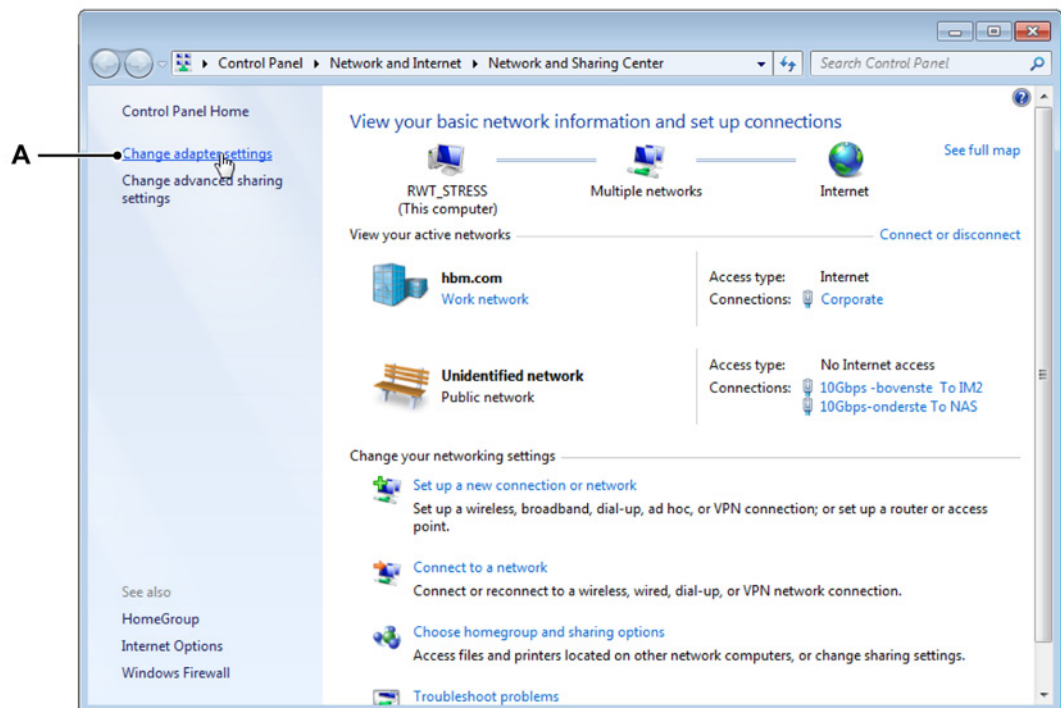 Control Panel Network and Internet Network and Sharing Center Search Control Panel
Control Panel Home
A
Change adapter settings
Change advanced sharing
settings
View your basic network information and set up connections
See full map
RWT_STRESS
(This computer)
Multiple networks
Internet
View your active networks
Connect or disconnect
hbm.com
Work network
Access type: Internet
Connections: Corporate
Unidentified network
Public network
Access type: No Internet access
Connections: 10Gbps -bovenste To IM2
10Gbps-onderste To NAS
Change your networking settings
Set up a new connection or network
Set up a wireless, broadband, dial-up, ad hoc, or VPN connection; or set up a router or access
point.
Connect to a network
Connect or reconnect to a wireless, wired, dial-up, or VPN network connection.
Choose homegroup and sharing options
Access files and printers located on other network computers, or change sharing settings.
Troubleshoot problems
See also
HomeGroup
Internet Options
Windows Firewall